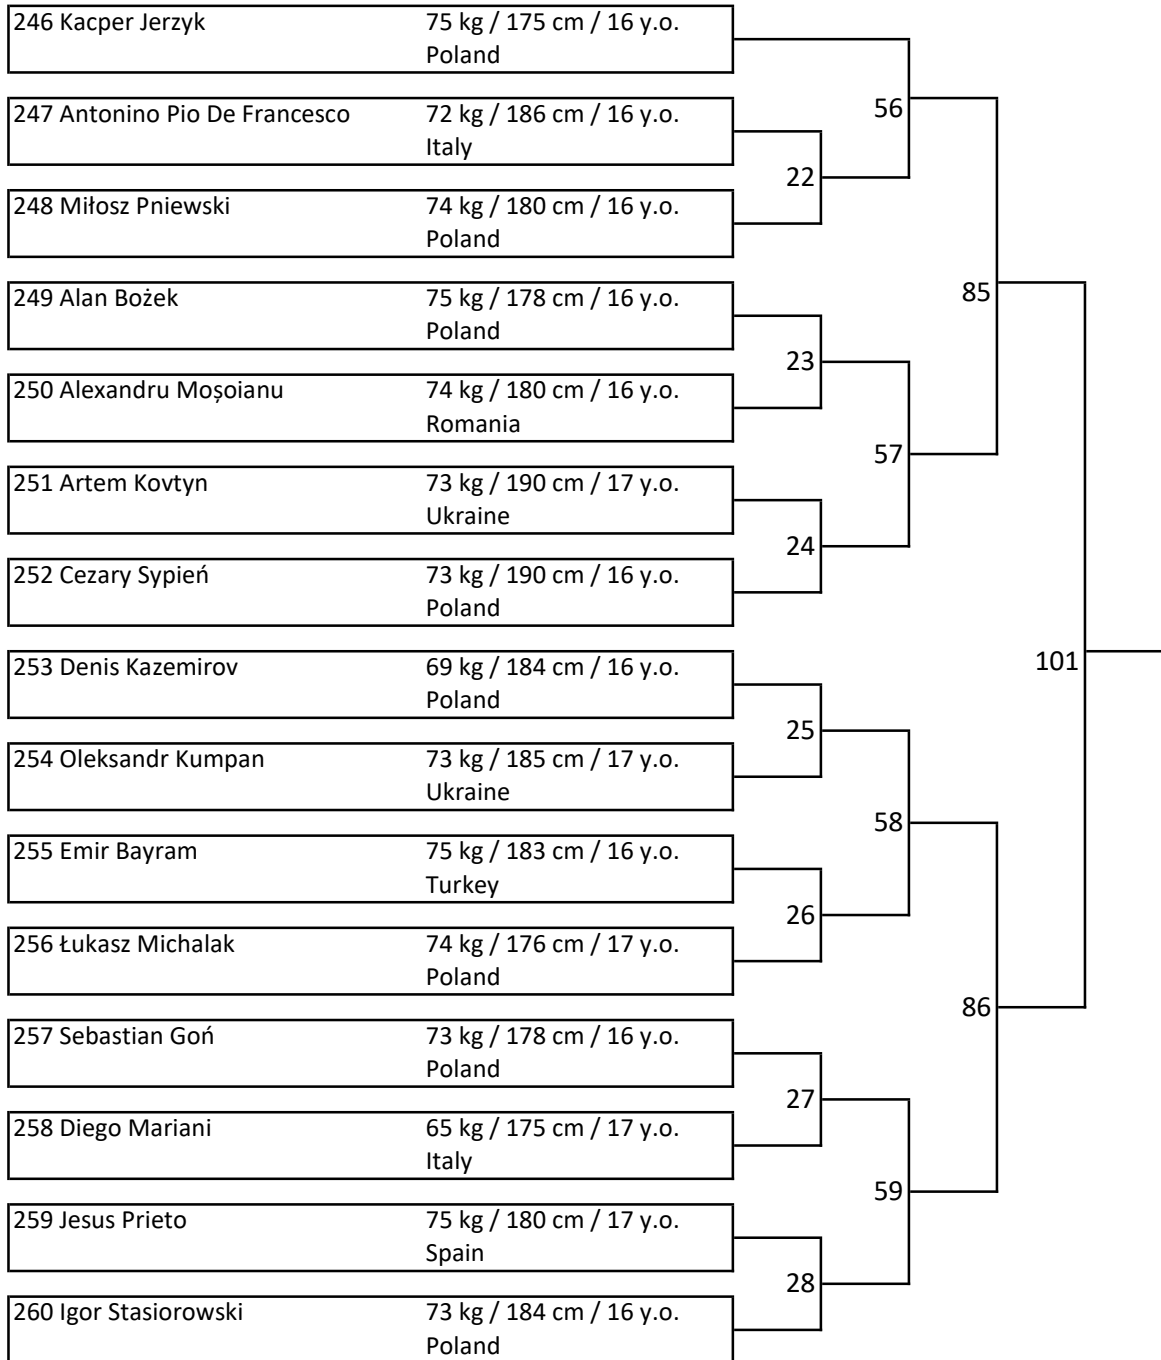 246 Kacper Jerzyk 75 kg / 175 cm / 16 y.o.
Poland
56
247 Antonino Pio De Francesco 72 kg / 186 cm / 16 y.o.
Italy
22
248 Miłosz Pniewski 74 kg / 180 cm / 16 y.o.
Poland
85
249 Alan Bożek 75 kg / 178 cm / 16 y.o.
Poland
23
250 Alexandru Moșoianu 74 kg / 180 cm / 16 y.o.
Romania
57
251 Artem Kovtyn 73 kg / 190 cm / 17 y.o.
Ukraine
24
252 Cezary Sypień 73 kg / 190 cm / 16 y.o.
Poland
101
253 Denis Kazemirov 69 kg / 184 cm / 16 y.o.
Poland
25
254 Oleksandr Kumpan 73 kg / 185 cm / 17 y.o.
Ukraine
58
255 Emir Bayram 75 kg / 183 cm / 16 y.o.
Turkey
26
256 Łukasz Michalak 74 kg / 176 cm / 17 y.o.
Poland
86
257 Sebastian Goń 73 kg / 178 cm / 16 y.o.
Poland
27
258 Diego Mariani 65 kg / 175 cm / 17 y.o.
Italy
59
259 Jesus Prieto 75 kg / 180 cm / 17 y.o.
Spain
28
260 Igor Stasiorowski 73 kg / 184 cm / 16 y.o.
Poland